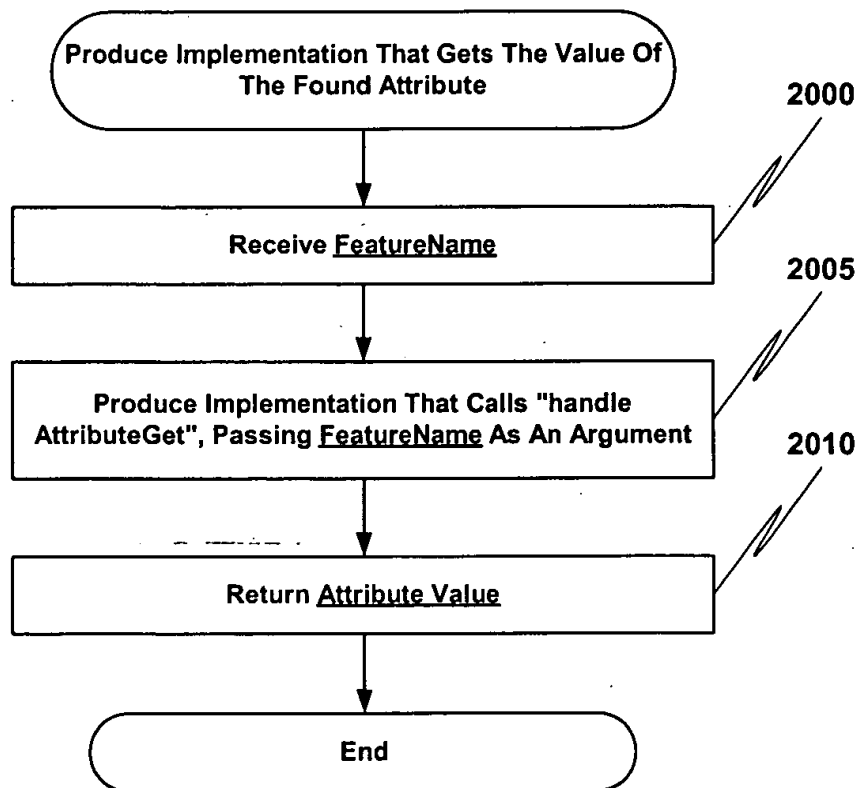 Produce Implementation That Gets The Value Of
The Found Attribute
2000
Receive FeatureName
2005
Produce Implementation That Calls "handle
AttributeGet", Passing FeatureName As An Argument
2010
Return Attribute Value
End